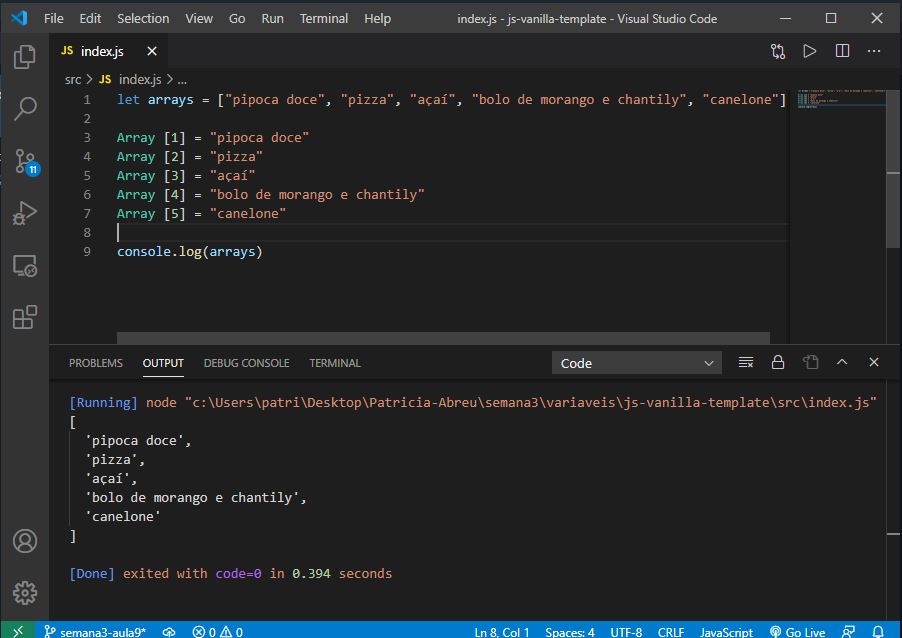 File Edit Selection View Go Run Terminal Help index.js - js-vanilla-template - Visual Studio Code
JS index.js
src > JS index.js > ...
1 let arrays = ["pipoca doce", "pizza", "açaí", "bolo de morango e chantily", "canelone"]
2
3 Array [1] = "pipoca doce"
4 Array [2] = "pizza"
5 Array [3] = "açaí"
6 Array [4] = "bolo de morango e chantily"
7 Array [5] = "canelone"
8
9 console.log(arrays)
11
PROBLEMS OUTPUT DEBUG CONSOLE TERMINAL Code
[Running] node "c:\Users\patri\Desktop\Patricia-Abreu\semana3\variaveis\js-vanilla-template\src\index.js"
[
'pipoca doce',
'pizza',
'açaí',
'bolo de morango e chantily',
'canelone'
]
[Done] exited with code=0 in 0.394 seconds
semana3-aula9* 0 0 Ln 8, Col 1 Spaces: 4 UTF-8 CRLF JavaScript Go Live